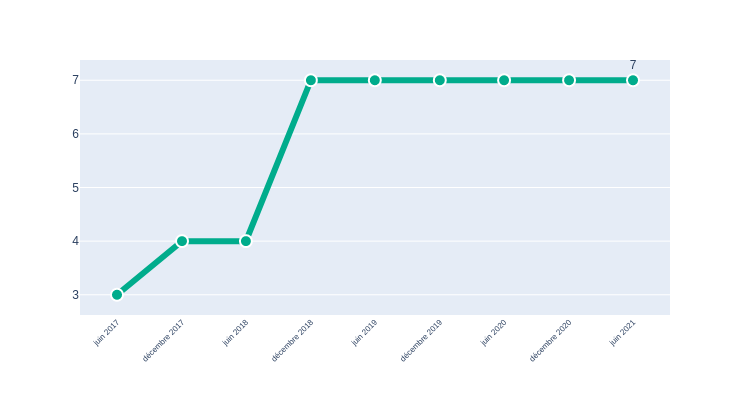 7
7
6
5
4
3
juin 2017
décembre 2017
juin 2018
décembre 2018
juin 2019
décembre 2019
juin 2020
décembre 2020
juin 2021